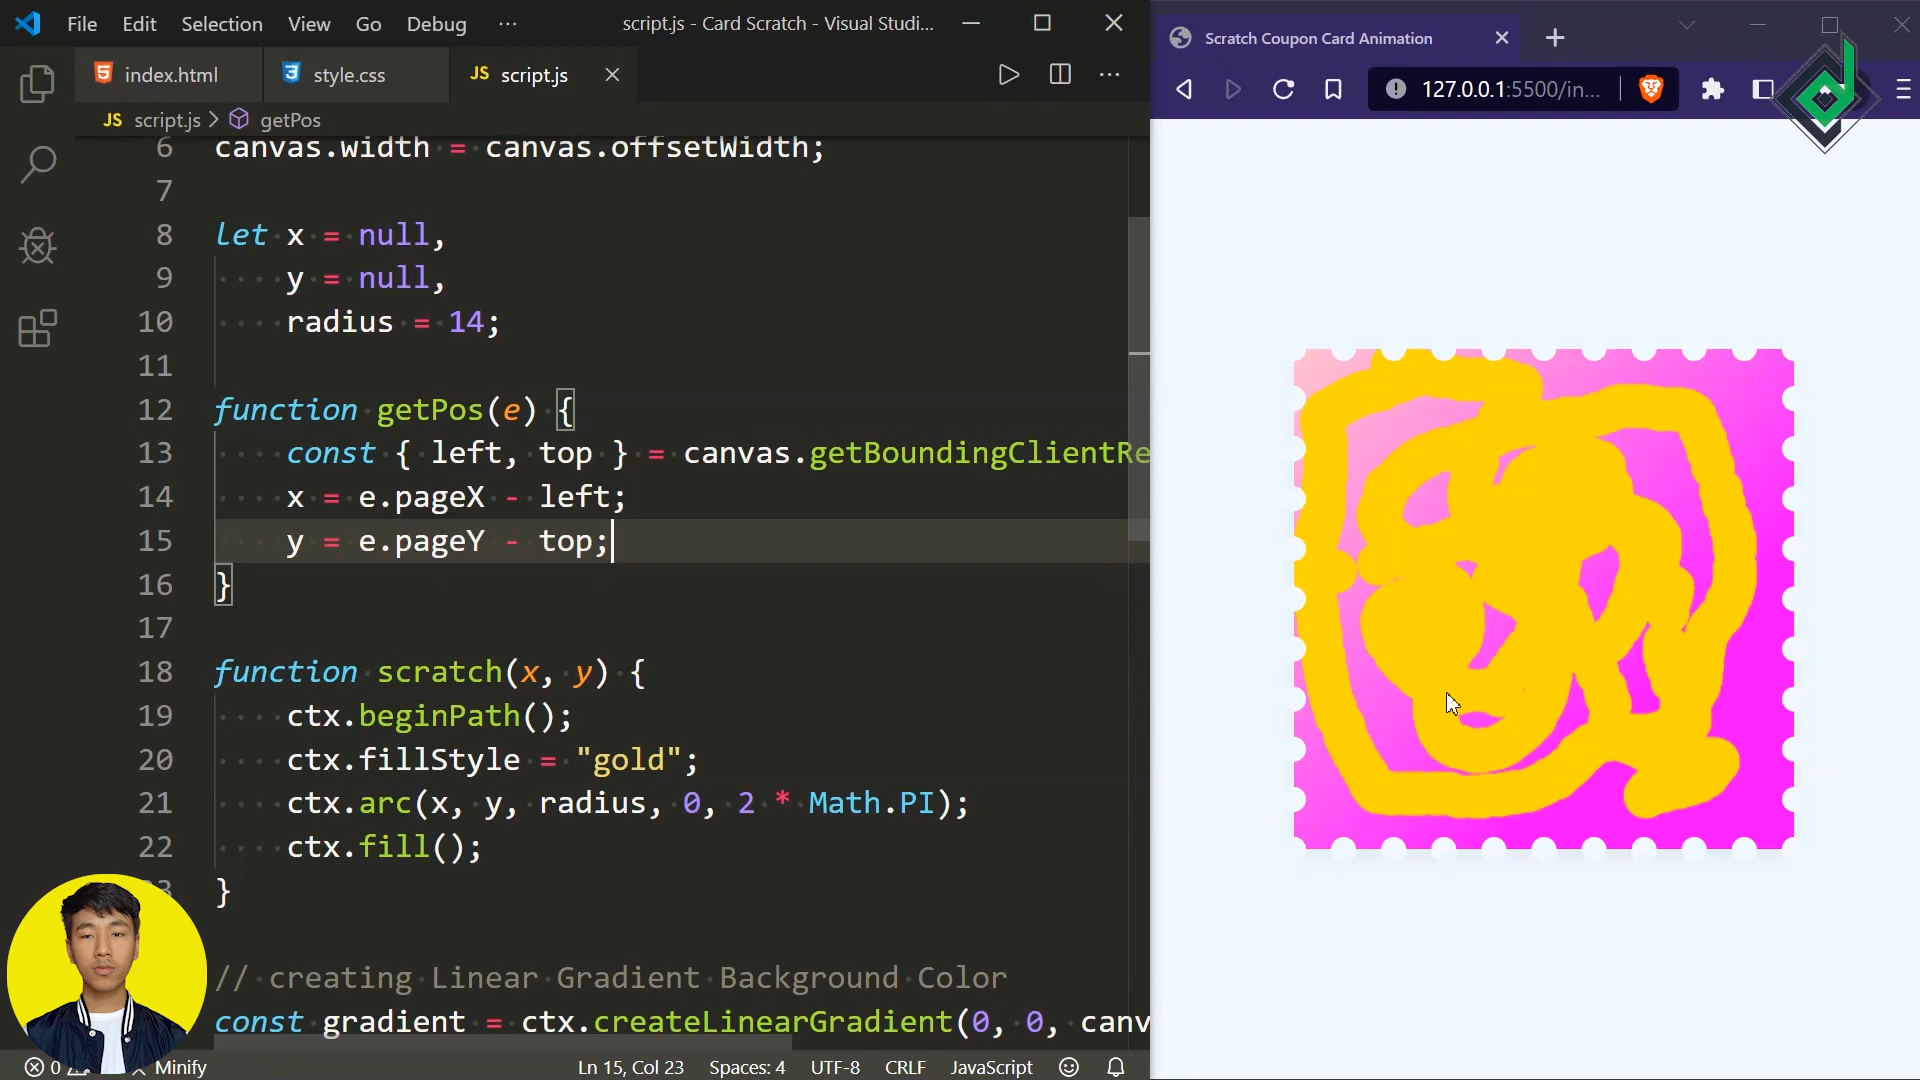 File Edit Selection View Go Debug ··· script.js - Card Scratch - Visual Studi...
index.html style.css JS script.js
JS script.js > getPos
6 canvas.width = canvas.offsetWidth;
7
8 let x = null,
9 y = null,
10 radius = 14;
11
12 function getPos(e) {
13 const { left, top } = canvas.getBoundingClientRe
14 x = e.pageX - left;
15 y = e.pageY - top;
16 }
17
18 function scratch(x, y) {
19 ctx.beginPath();
20 ctx.fillStyle = "gold";
21 ctx.arc(x, y, radius, 0, 2 * Math.PI);
22 ctx.fill();
23 }
// creating Linear Gradient Background Color
const gradient = ctx.createLinearGradient(0, 0, canv
0 Minify Ln 15, Col 23 Spaces: 4 UTF-8 CRLF JavaScript
Scratch Coupon Card Animation
127.0.0.1:5500/in...